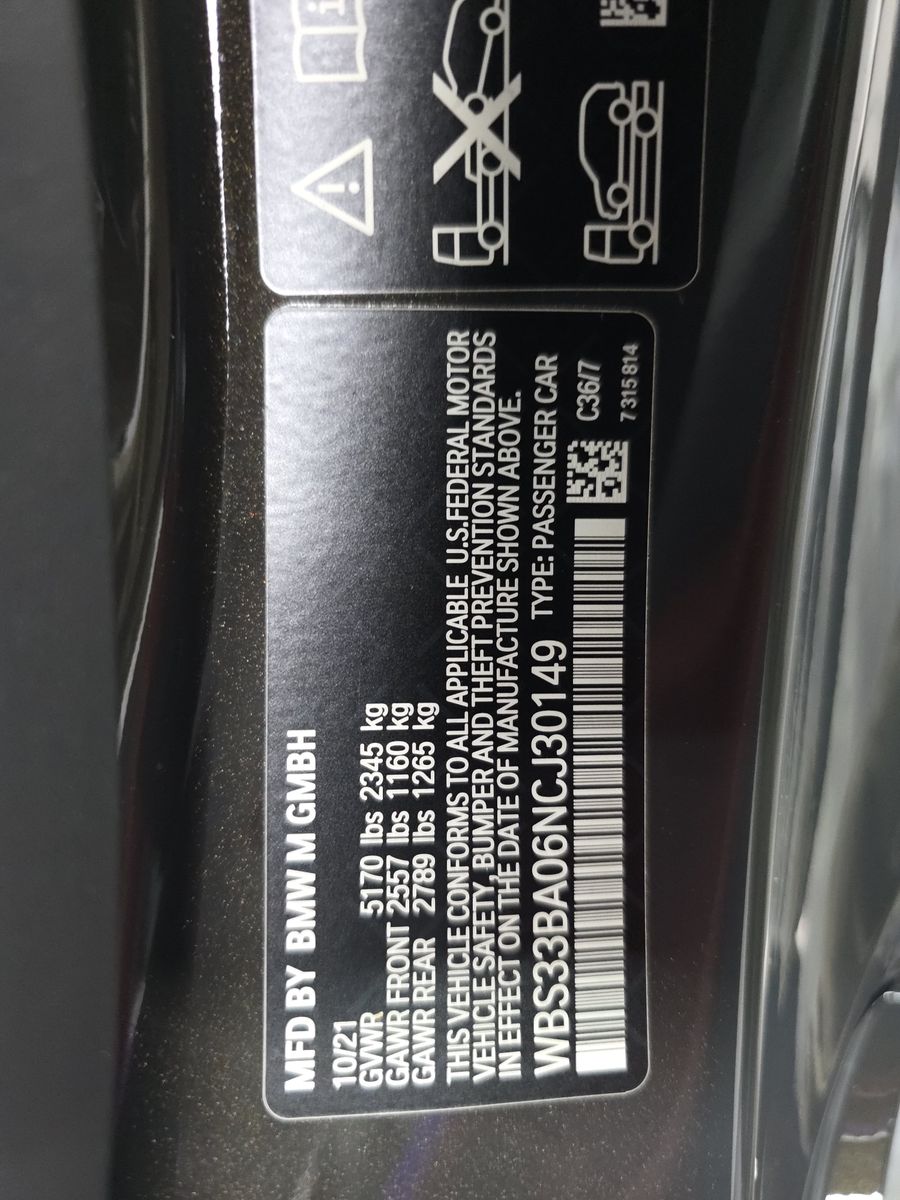 MFD BY BMW M GMBH
10/21
GVWR 5170 lbs 2345 kg
GAWR FRONT 2557 lbs 1160 kg
GAWR REAR 2789 lbs 1265 kg
THIS VEHICLE CONFORMS TO ALL APPLICABLE U.S.FEDERAL MOTOR
VEHICLE SAFETY, BUMPER AND THEFT PREVENTION STANDARDS
IN EFFECT ON THE DATE OF MANUFACTURE SHOWN ABOVE.
WBS33BA06NCJ30149 TYPE: PASSENGER CAR
C36/7
7 315 814